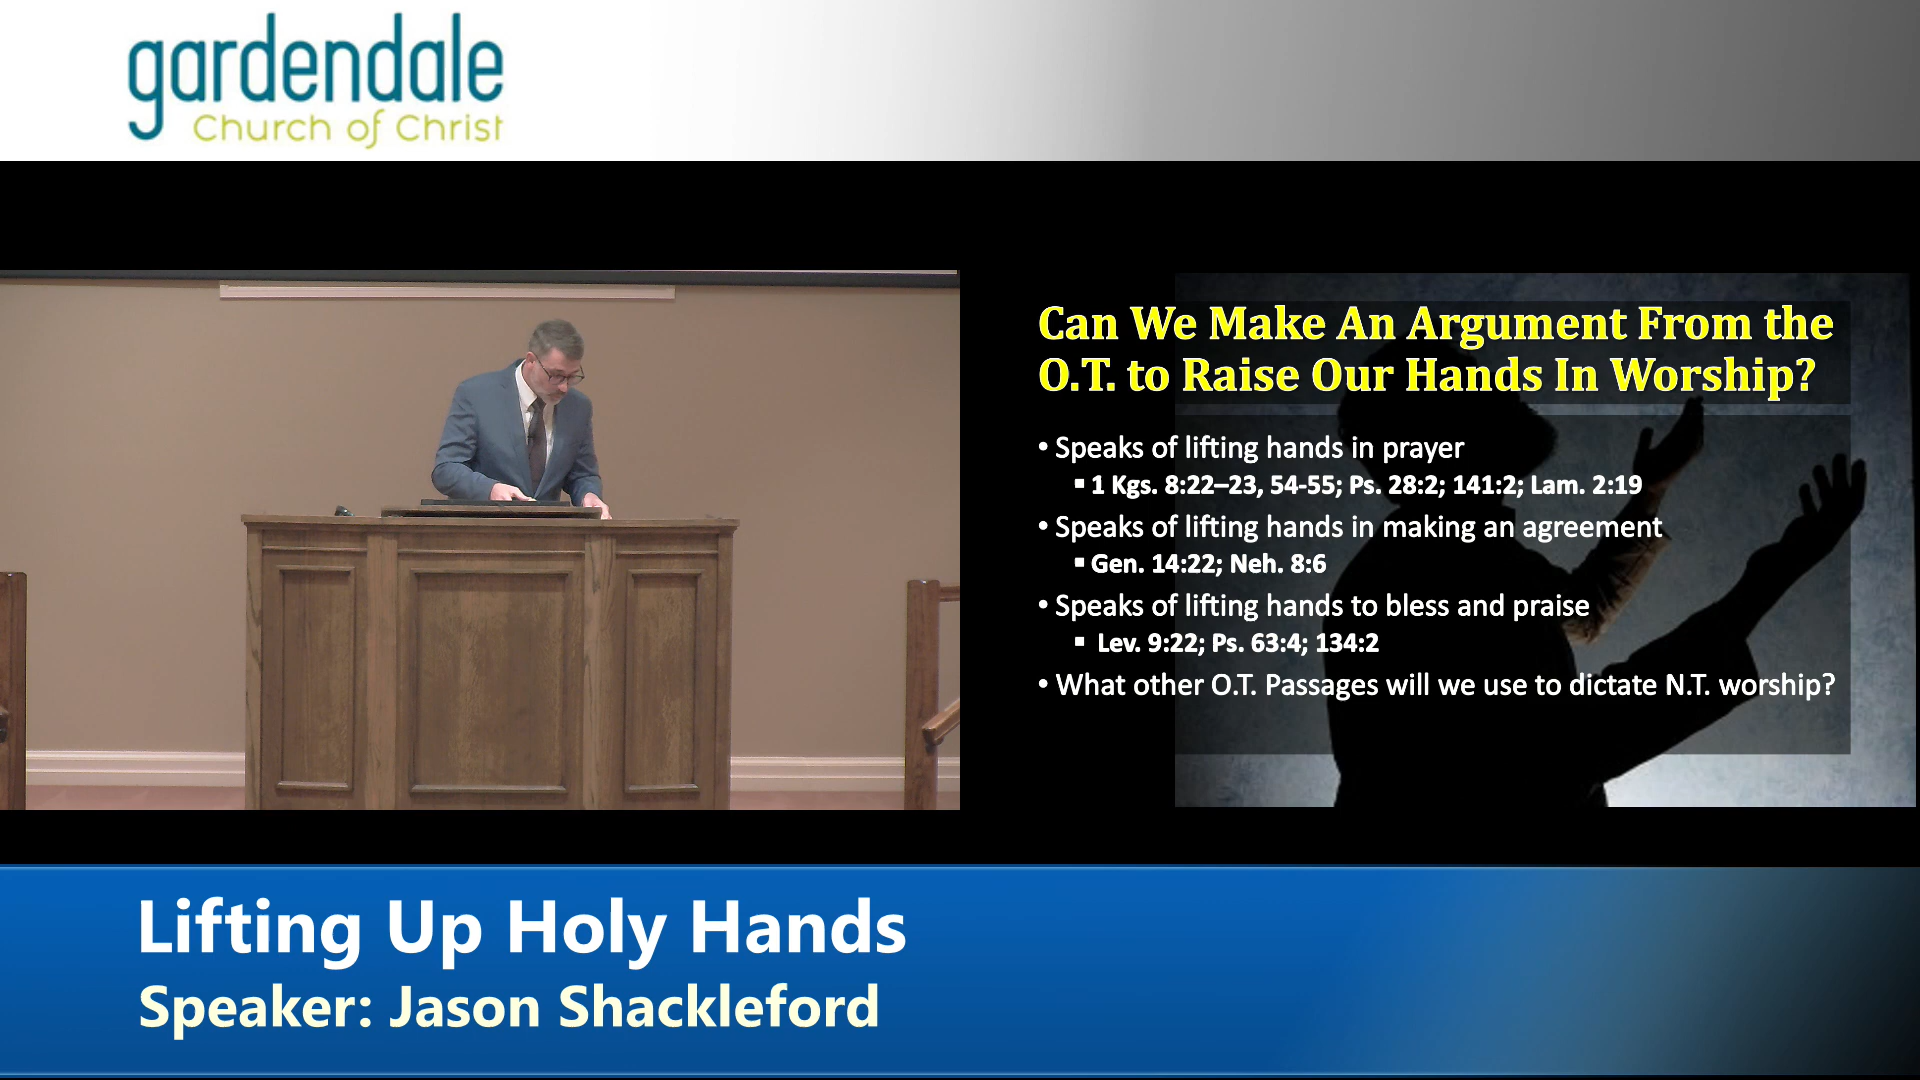 gardendale
Church of Christ
Can We Make An Argument From the
O.T. to Raise Our Hands In Worship?
• Speaks of lifting hands in prayer
▪ 1 Kgs. 8:22–23, 54-55; Ps. 28:2; 141:2; Lam. 2:19
• Speaks of lifting hands in making an agreement
▪ Gen. 14:22; Neh. 8:6
• Speaks of lifting hands to bless and praise
▪ Lev. 9:22; Ps. 63:4; 134:2
• What other O.T. Passages will we use to dictate N.T. worship?
Lifting Up Holy Hands
Speaker: Jason Shackleford